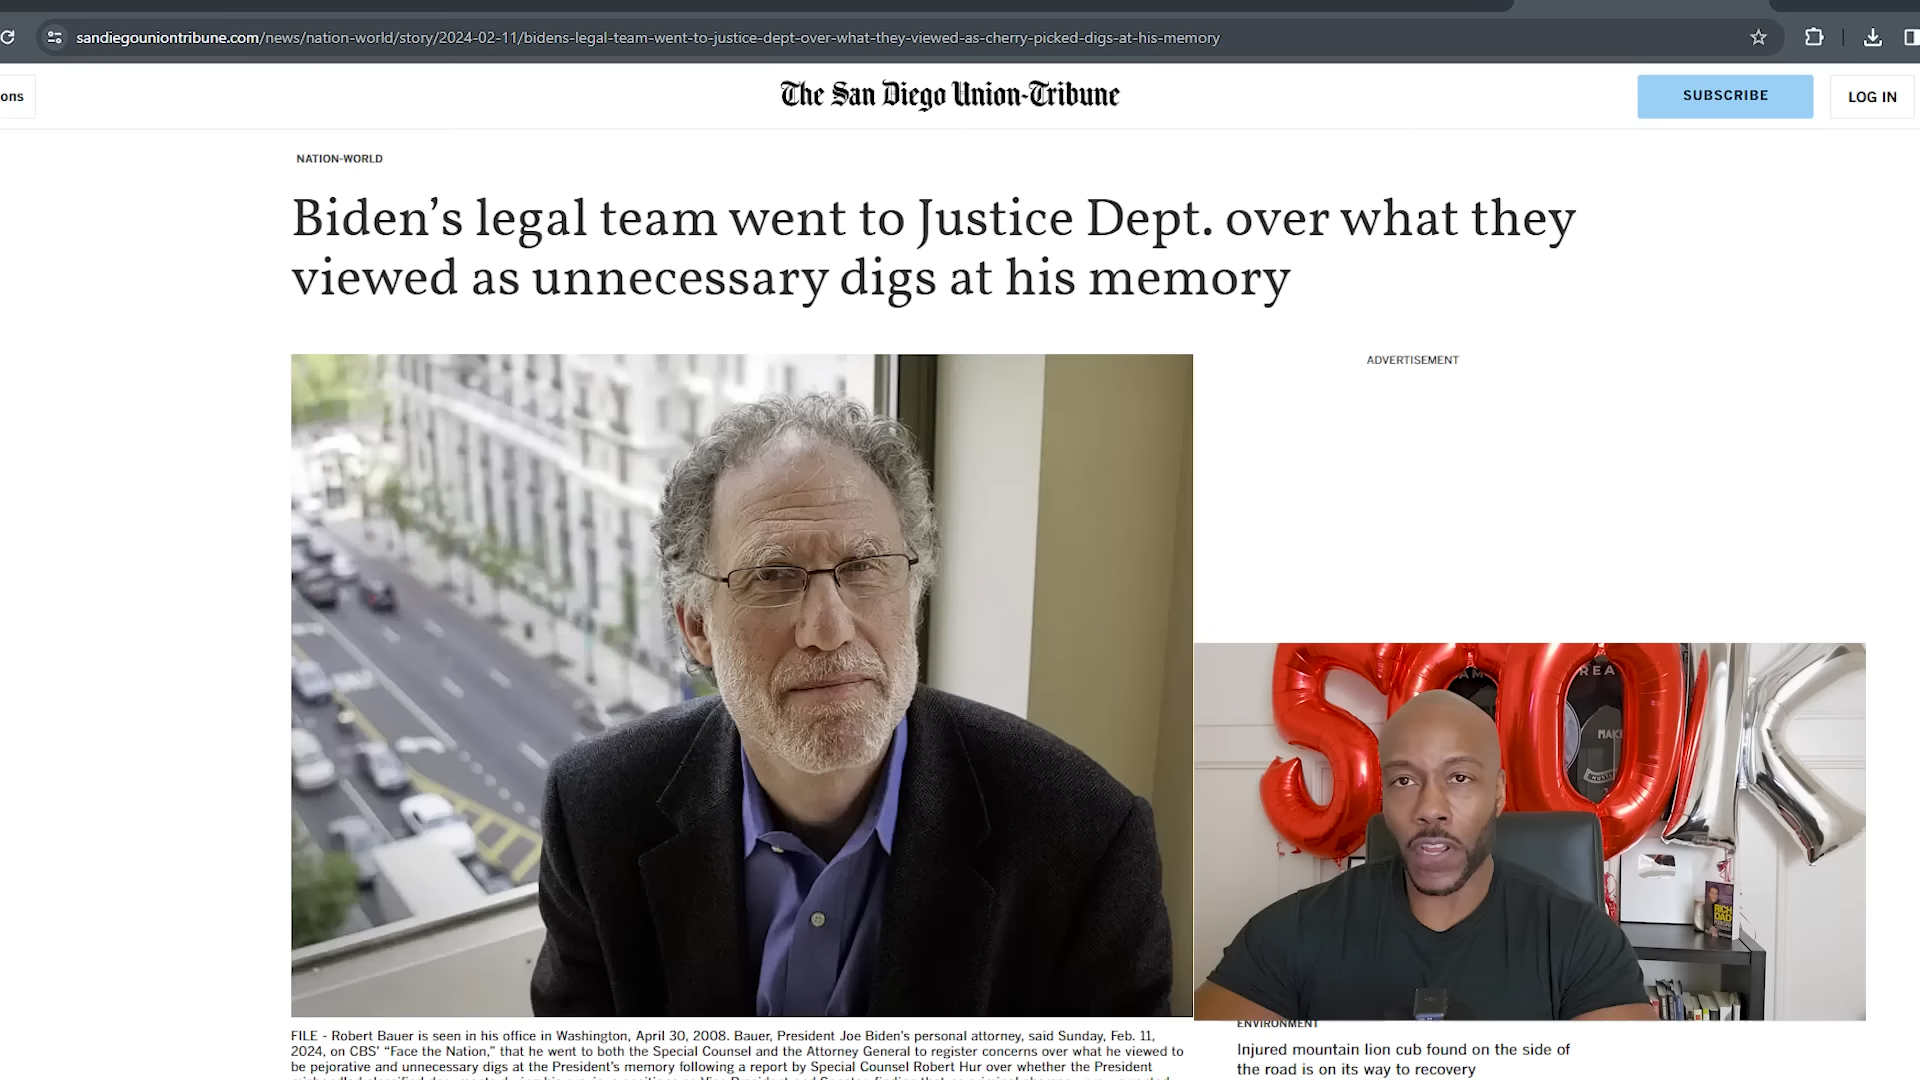 sandiegouniontribune.com/news/nation-world/story/2024-02-11/bidens-legal-team-went-to-justice-dept-over-what-they-viewed-as-cherry-picked-digs-at-his-memory
ons
The San Diego Union-Tribune
SUBSCRIBE
LOG IN
NATION-WORLD
Biden’s legal team went to Justice Dept. over what they
viewed as unnecessary digs at his memory
ADVERTISEMENT
REA
MAK
50
1K
RICH
DAD
FILE - Robert Bauer is seen in his office in Washington, April 30, 2008. Bauer, President Joe Biden’s personal attorney, said Sunday, Feb. 11,
2024, on CBS’ “Face the Nation,” that he went to both the Special Counsel and the Attorney General to register concerns over what he viewed to
be pejorative and unnecessary digs at the President’s memory following a report by Special Counsel Robert Hur over whether the President
ENVIRONMENT
Injured mountain lion cub found on the side of
the road is on its way to recovery